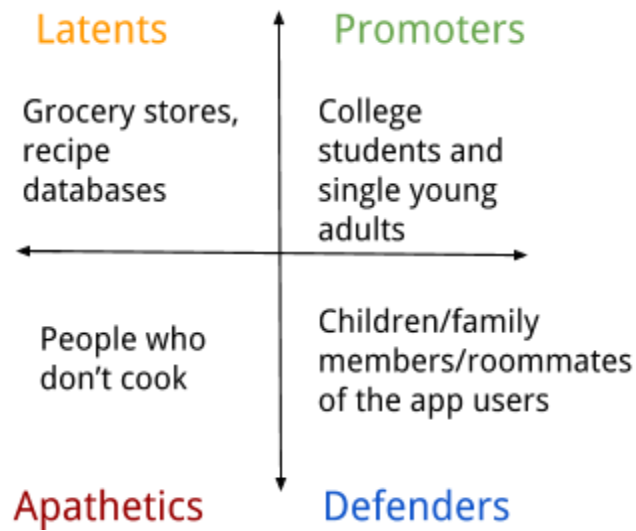 Latents
Grocery stores,
recipe
databases
Promoters
College
students and
single young
adults
People who
don’t cook
Apathetics
Children/family
members/roommates
of the app users
Defenders